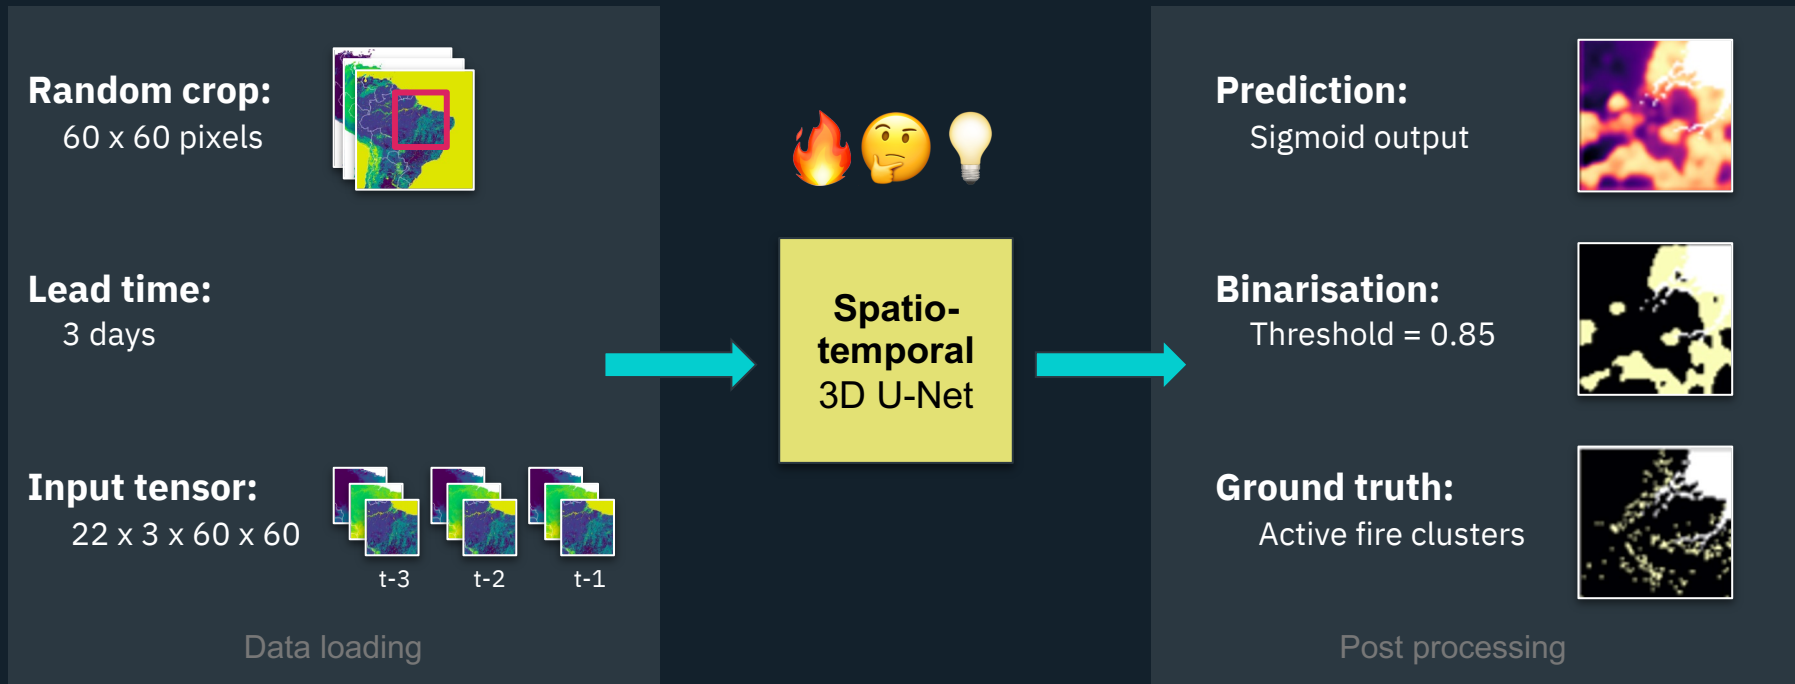 Random crop:
60 x 60 pixels
Lead time:
3 days
Input tensor:
22 x 3 x 60 x 60
t-3
t-2
t-1
Data loading
Spatio-
temporal
3D U-Net
Prediction:
Sigmoid output
Binarisation:
Threshold = 0.85
Ground truth:
Active fire clusters
Post processing